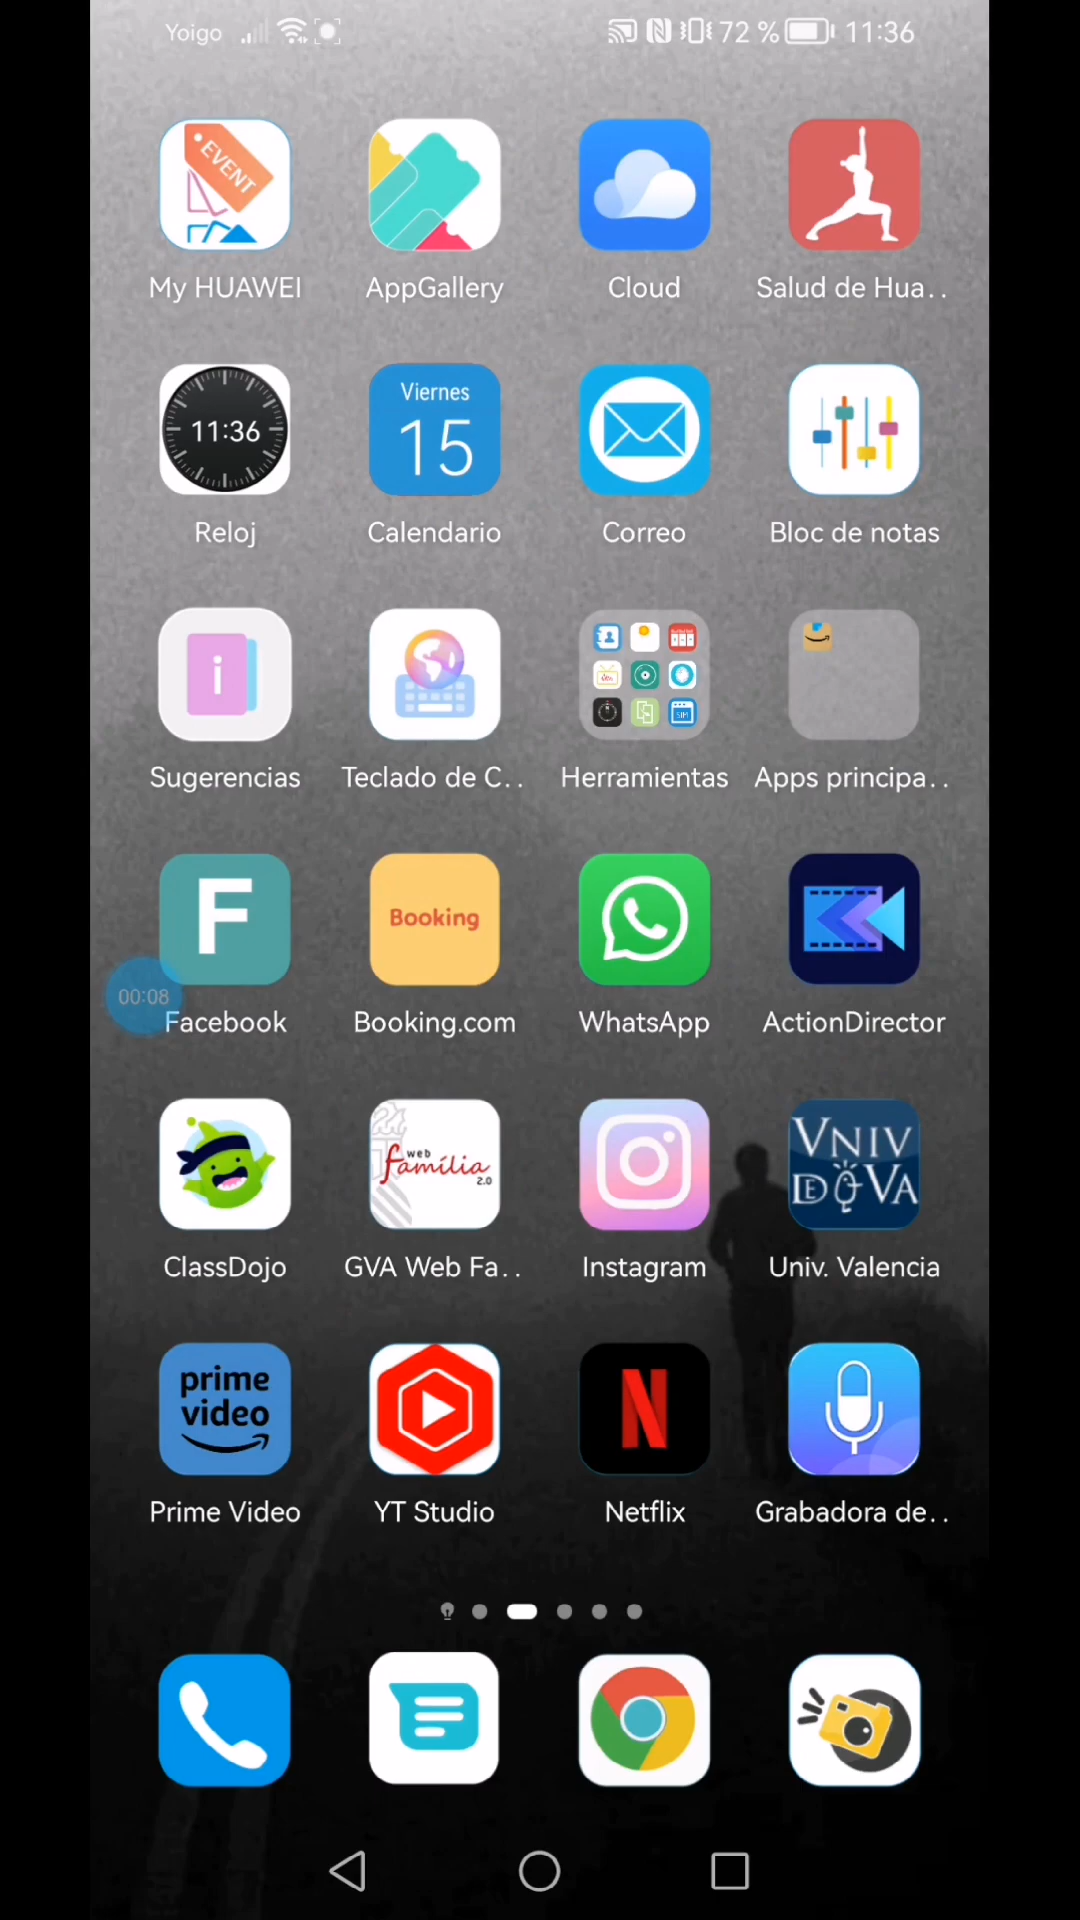 Yoigo 72 % 11:36
EVENT
My HUAWEI AppGallery Cloud Salud de Hua..
11:36 Viernes
15
Reloj Calendario Correo Bloc de notas
i
SIM
Sugerencias Teclado de C.. Herramientas Apps principa..
F Booking
00:08
Facebook Booking.com WhatsApp ActionDirector
web
família
2.0
VNIV
DE VA
ClassDojo GVA Web Fa.. Instagram Univ. Valencia
prime
video
N
Prime Video YT Studio Netflix Grabadora de..